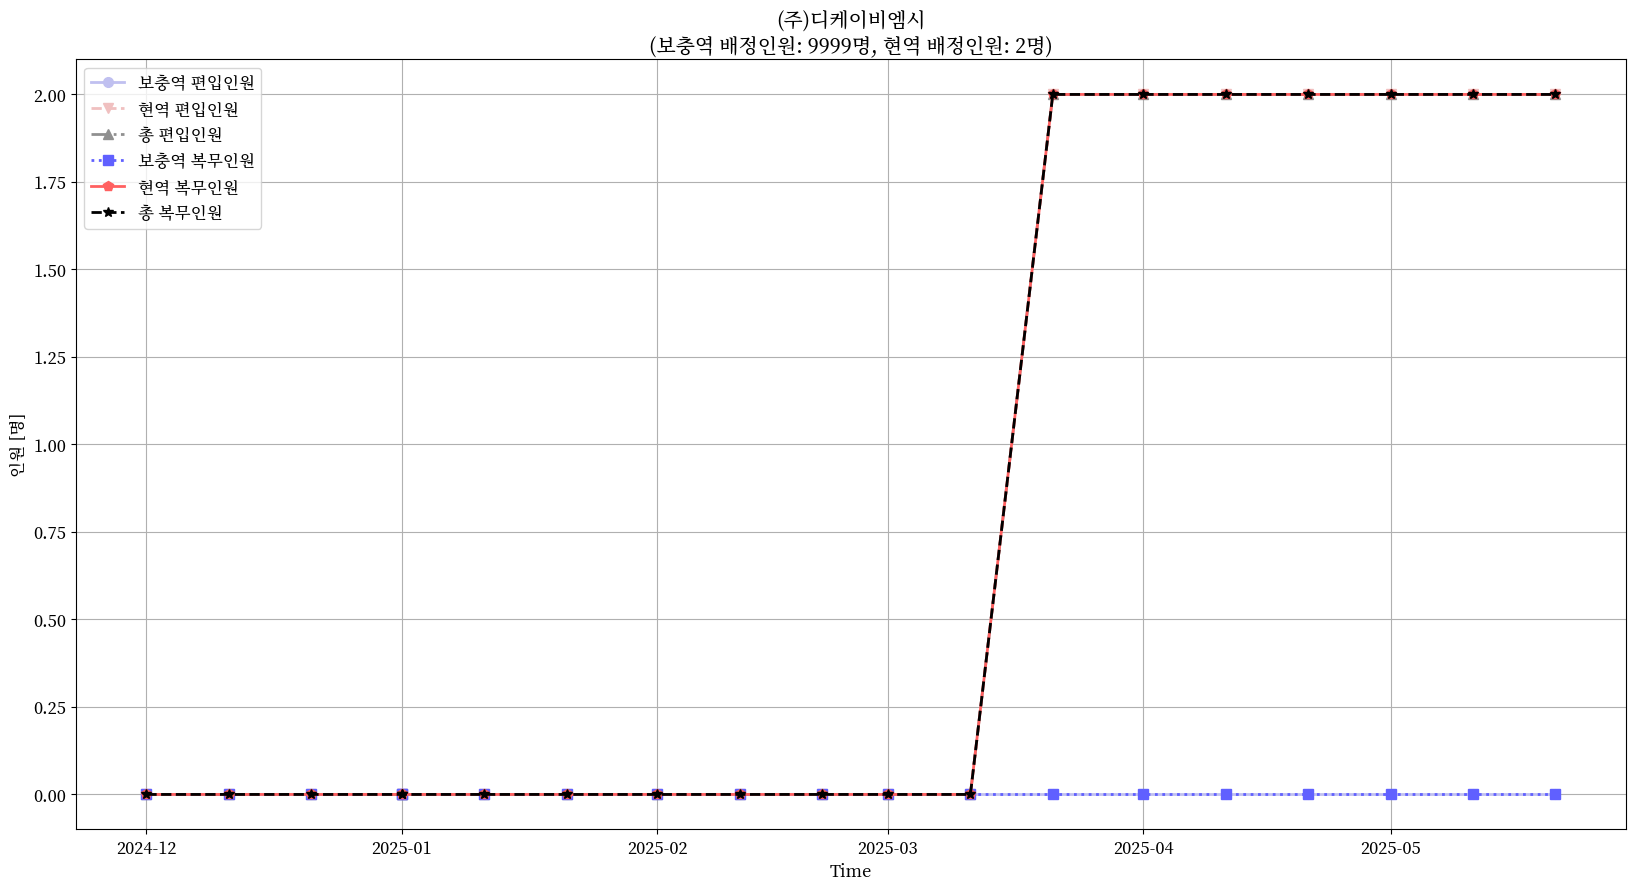 (주)디케이비엠시
(보충역 배정인원: 9999명, 현역 배정인원: 2명)
보충역 편입인원
현역 편입인원
총 편입인원
보충역 복무인원
현역 복무인원
총 복무인원
인원 [명]
2.00
1.75
1.50
1.25
1.00
0.75
0.50
0.25
0.00
2024-12
2025-01
2025-02
2025-03
2025-04
2025-05
Time